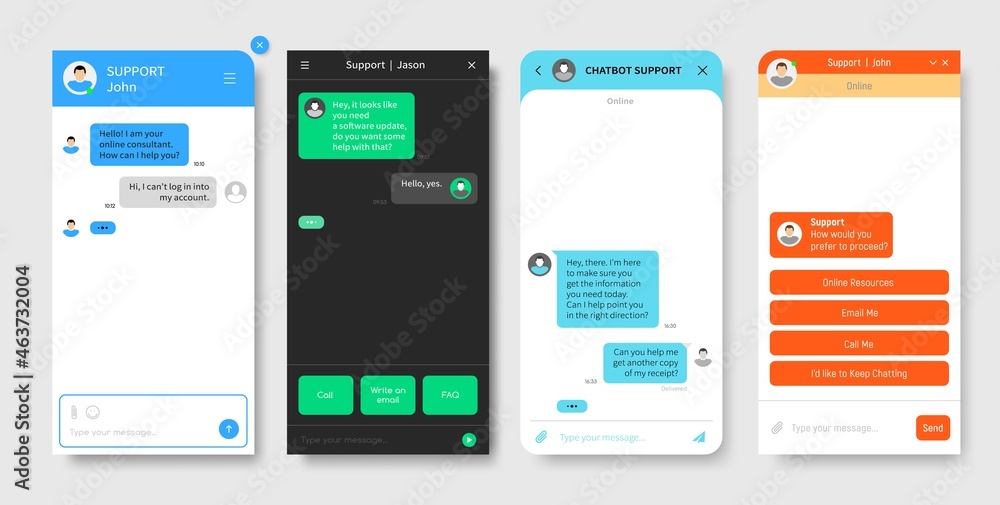 SUPPORT
John
Hello! I am your
online consultant.
How can I help you?
10:10
Hi, I can't log in into
my account.
10:12
Type your message...
Support | Jason
Hey, it looks like
you need
a software update,
do you want some
help with that?
09:53
Hello, yes.
09:53
Call
Write an
email
FAQ
Type your message...
CHATBOT SUPPORT
Online
Hey, there. I'm here
to make sure you
get the information
you need today.
Can I help point you
in the right direction?
16:30
Can you help me
get another copy
of my receipt?
16:33
Delivered
Type your message...
Support | John
Online
Support
How would you
prefer to proceed?
Online Resources
Email Me
Call Me
I'd like to Keep Chatting
Type your message...
Send
Adobe Stock | #463732004